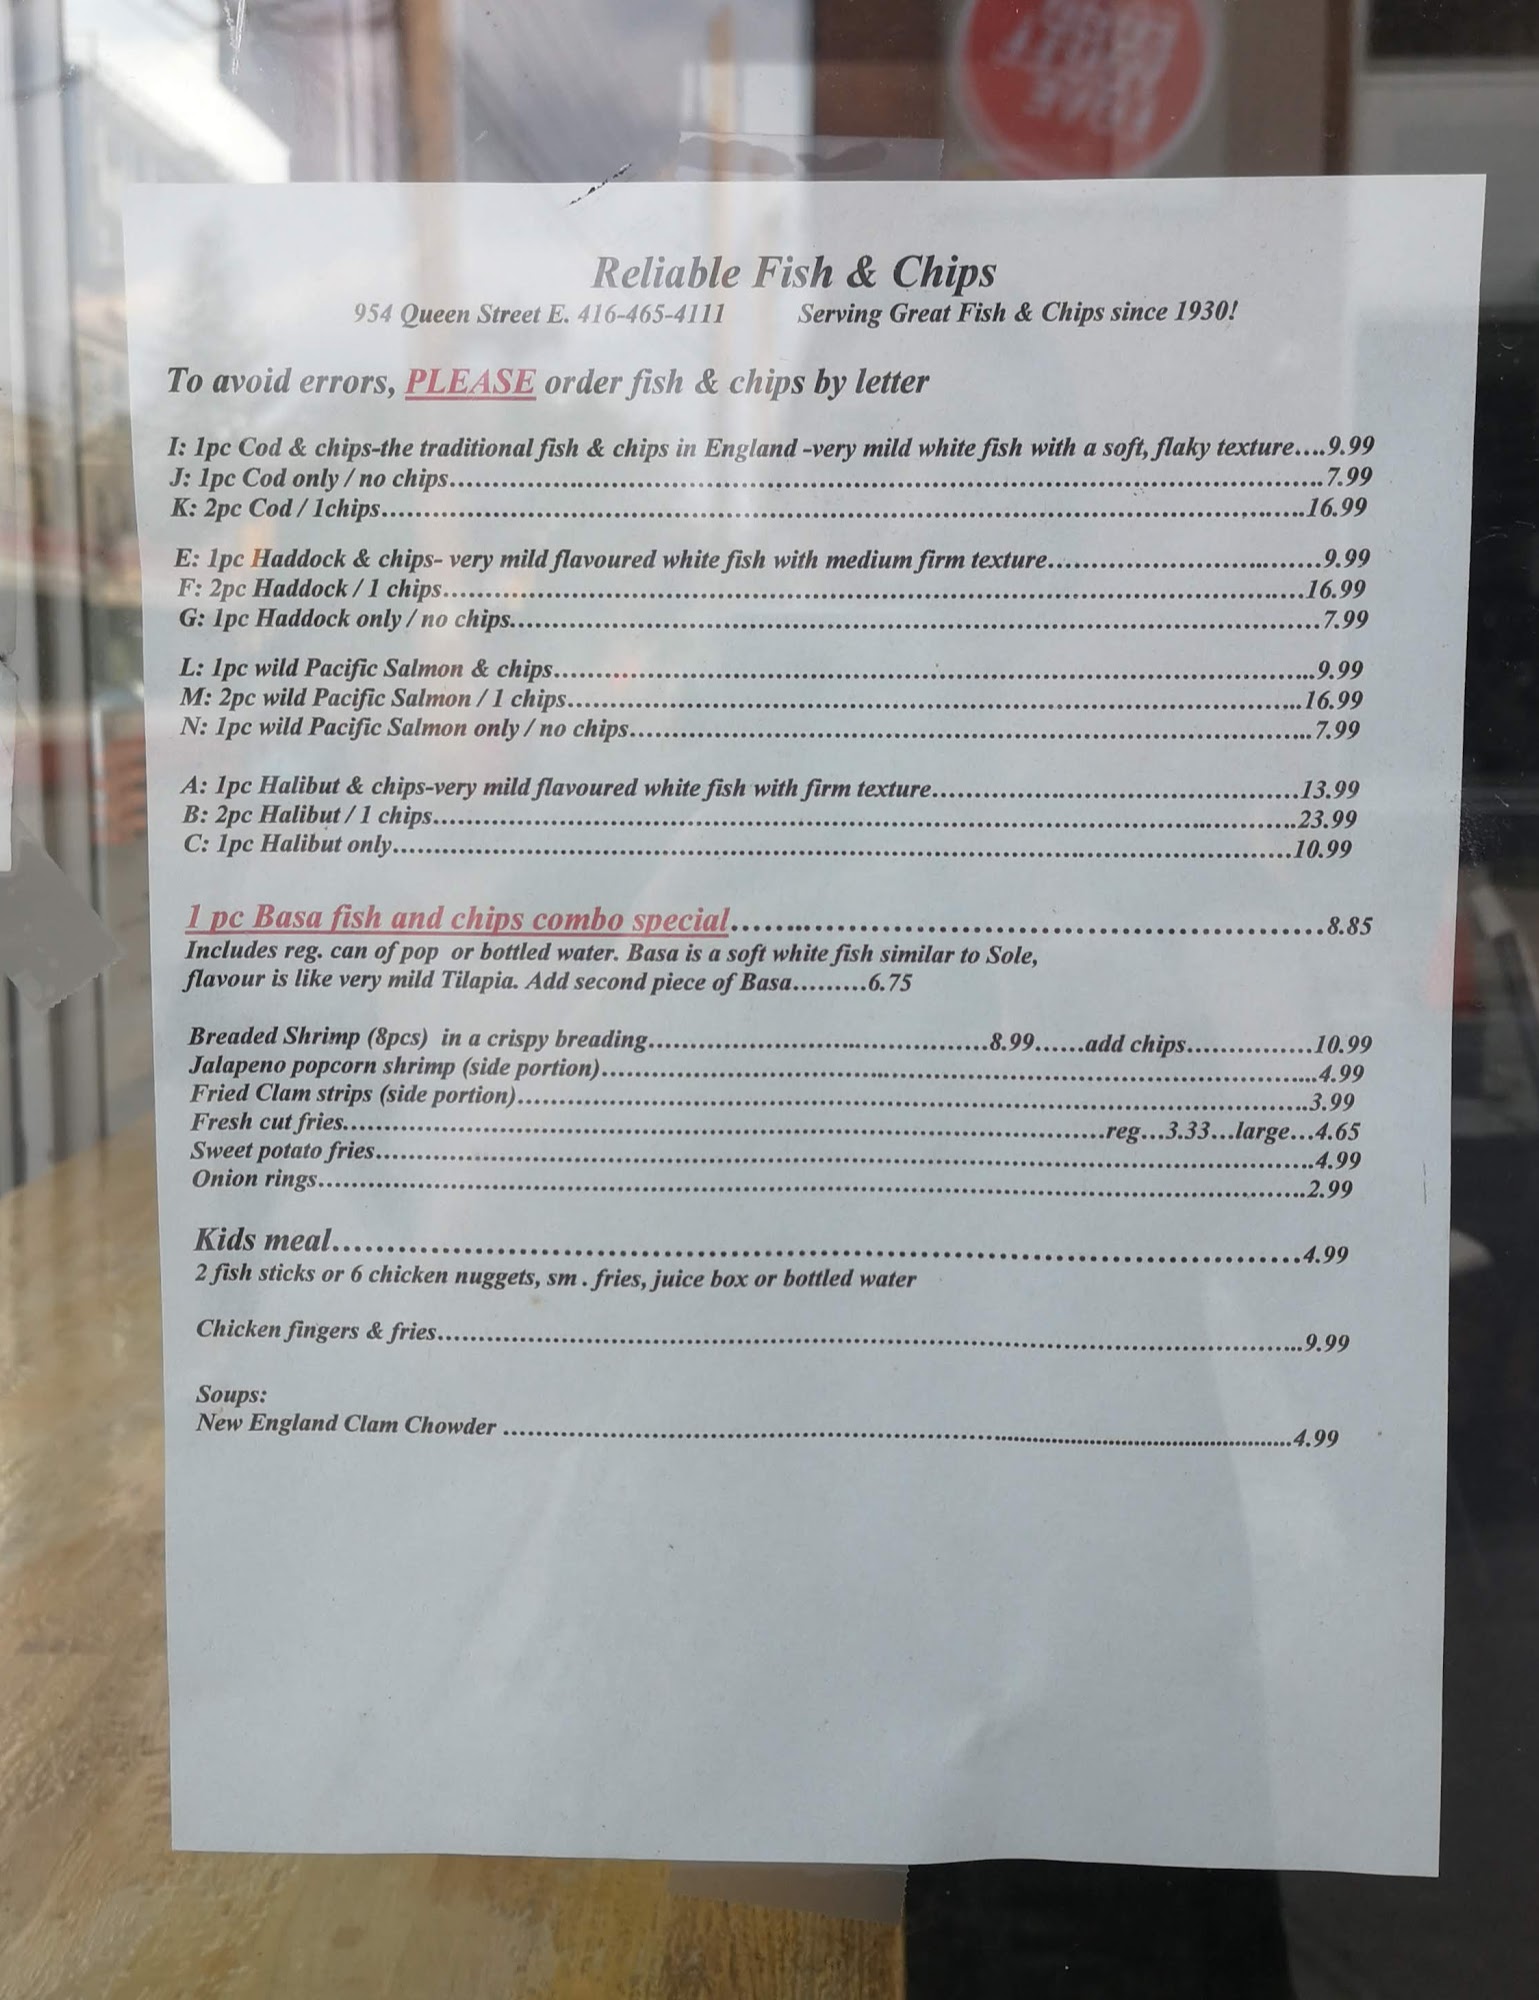 Reliable Fish & Chips
954 Queen Street E. 416-465-4111 Serving Great Fish & Chips since 1930!
To avoid errors, PLEASE order fish & chips by letter
I: 1pc Cod & chips-the traditional fish & chips in England -very mild white fish with a soft, flaky texture....9.99
J: 1pc Cod only / no chips..........7.99
K: 2pc Cod / 1chips..........16.99
E: 1pc Haddock & chips- very mild flavoured white fish with medium firm texture..........9.99
F: 2pc Haddock / 1 chips..........16.99
G: 1pc Haddock only / no chips..........7.99
L: 1pc wild Pacific Salmon & chips..........9.99
M: 2pc wild Pacific Salmon / 1 chips..........16.99
N: 1pc wild Pacific Salmon only / no chips..........7.99
A: 1pc Halibut & chips-very mild flavoured white fish with firm texture..........13.99
B: 2pc Halibut / 1 chips..........23.99
C: 1pc Halibut only..........10.99
1 pc Basa fish and chips combo special..........8.85
Includes reg. can of pop or bottled water. Basa is a soft white fish similar to Sole,
flavour is like very mild Tilapia. Add second piece of Basa.........6.75
Breaded Shrimp (8pcs) in a crispy breading..........8.99......add chips..........10.99
Jalapeno popcorn shrimp (side portion)..........4.99
Fried Clam strips (side portion)..........3.99
Fresh cut fries..........reg...3.33...large...4.65
Sweet potato fries..........4.99
Onion rings..........2.99
Kids meal..........4.99
2 fish sticks or 6 chicken nuggets, sm . fries, juice box or bottled water
Chicken fingers & fries..........9.99
Soups:
New England Clam Chowder ..........4.99